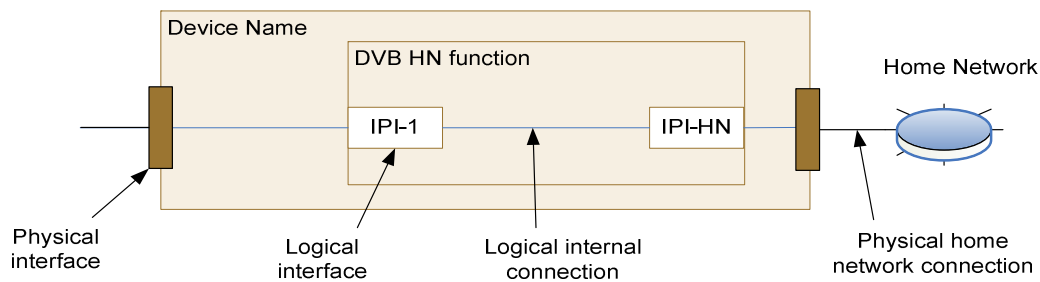 Device Name
DVB HN function
Home Network
IPI-1
IPI-HN
Physical
interface
Logical
interface
Logical internal
connection
Physical home
network connection